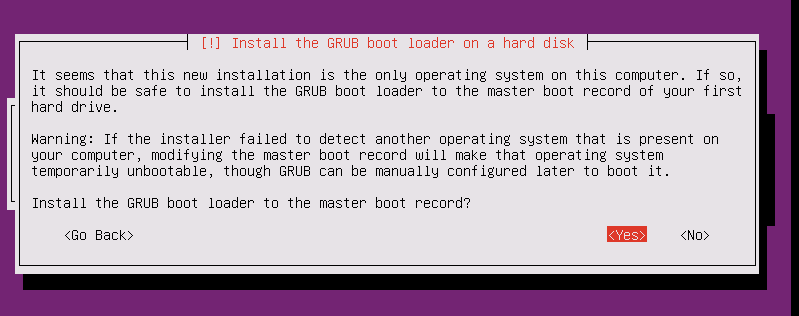 [!] Install the GRUB boot loader on a hard disk
It seems that this new installation is the only operating system on this computer. If so,
it should be safe to install the GRUB boot loader to the master boot record of your first
hard drive.
Warning: If the installer failed to detect another operating system that is present on
your computer, modifying the master boot record will make that operating system
temporarily unbootable, though GRUB can be manually configured later to boot it.
Install the GRUB boot loader to the master boot record?
<Go Back> <Yes> <No>